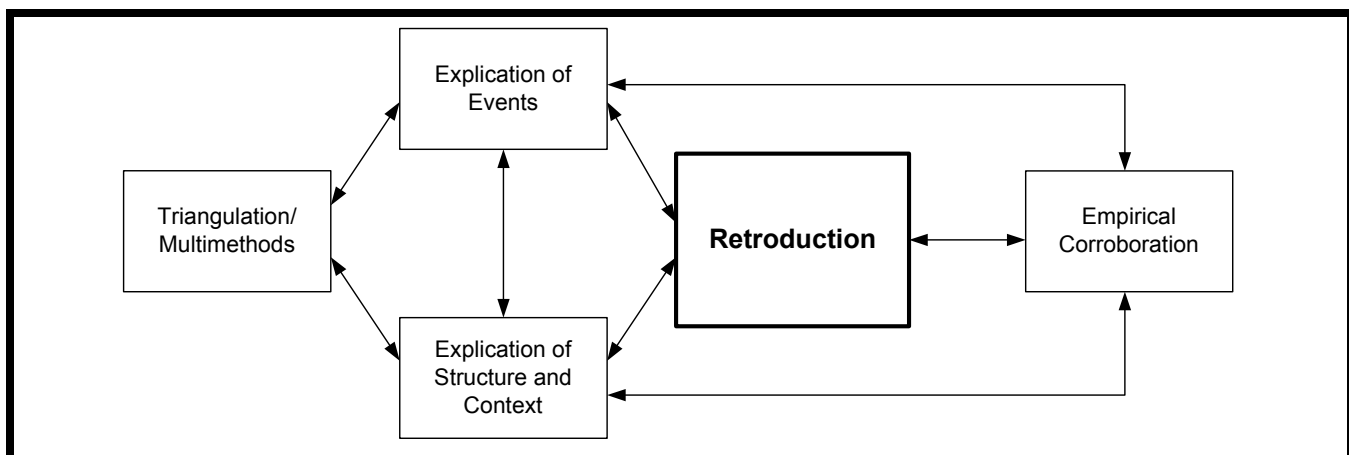 Explication of
Events
Triangulation/
Multimethods
Retroduction
Empirical
Corroboration
Explication of
Structure and
Context